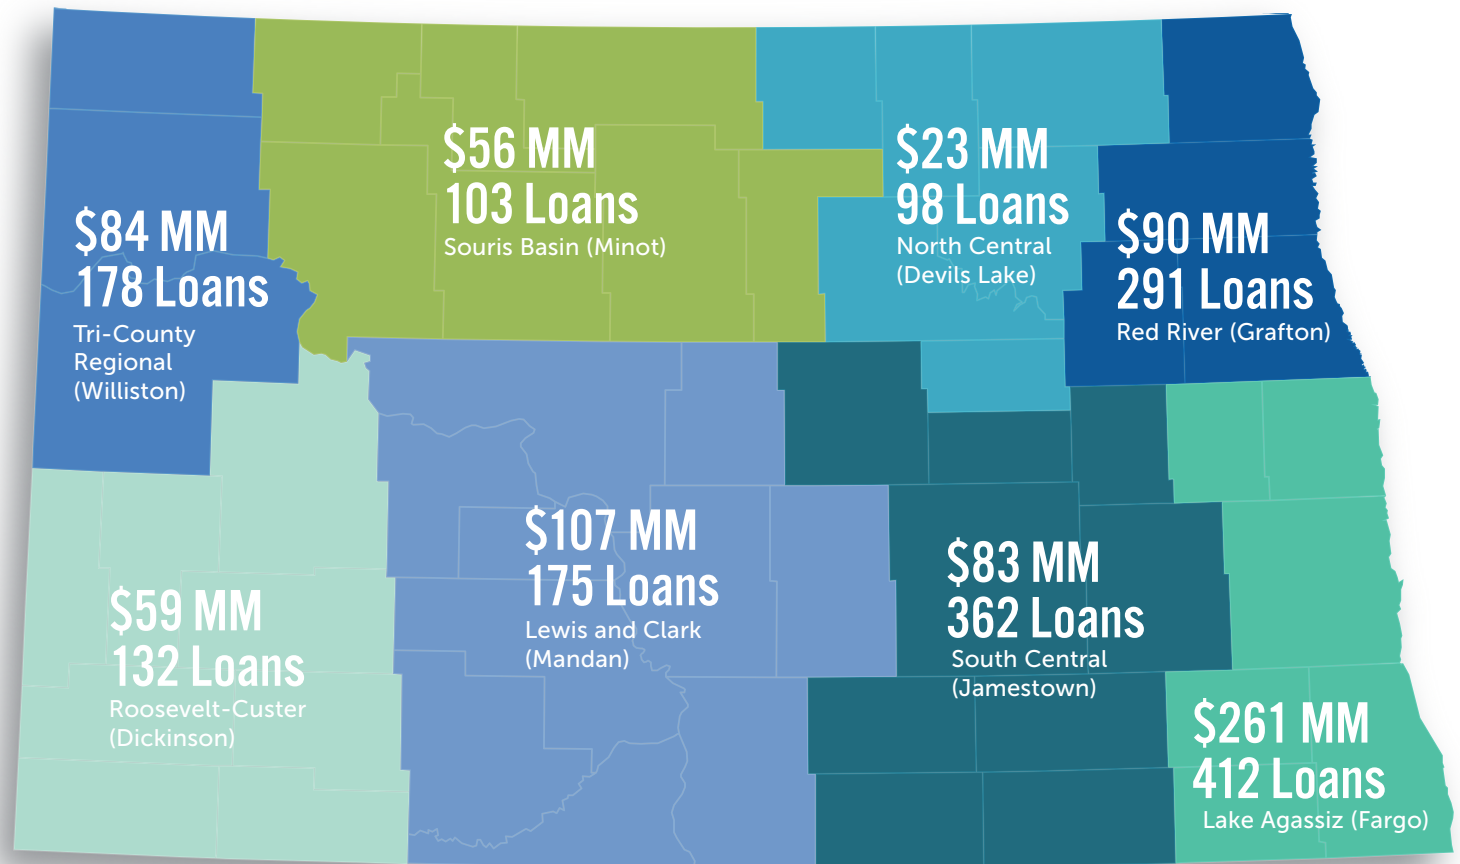 $56 MM
103 Loans
Souris Basin (Minot)
$23 MM
98 Loans
North Central
(Devils Lake)
$84 MM
178 Loans
Tri-County
Regional
(Williston)
$90 MM
291 Loans
Red River (Grafton)
$107 MM
175 Loans
Lewis and Clark
(Mandan)
$83 MM
362 Loans
South Central
(Jamestown)
$59 MM
132 Loans
Roosevelt-Custer
(Dickinson)
$261 MM
412 Loans
Lake Agassiz (Fargo)